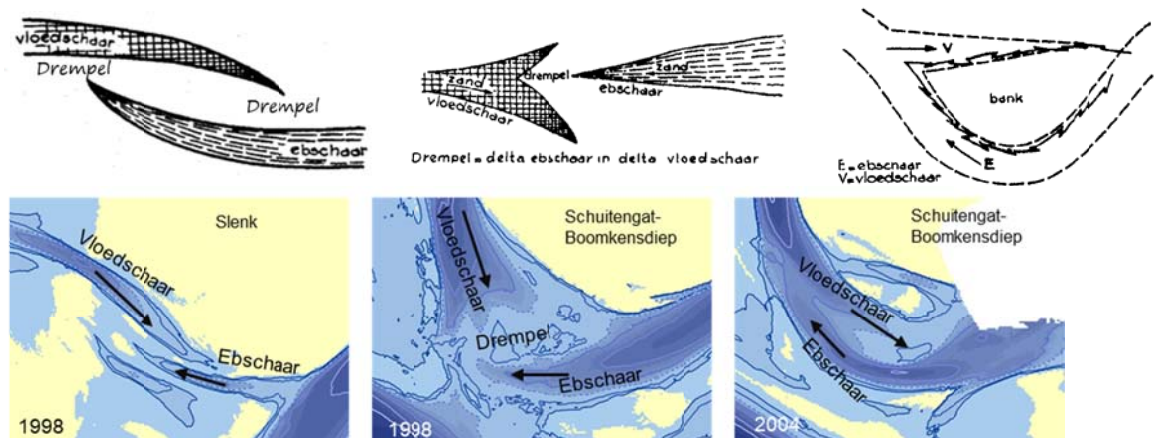 vloedschaar
Drempel
Drempel
ebschaar
zand
vloedschaar
drempel
zand
ebschaar
Drempel = delta ebschaar in delta vloedschaar
V
bank
E
E=ebschaar
V=vloedschaar
Slenk
Vloedschaar
Ebschaar
1998
Schuitengat-
Boomkensdiep
Vloedschaar
Drempel
Ebschaar
1998
Schuitengat-
Boomkensdiep
Vloedschaar
Ebschaar
2004